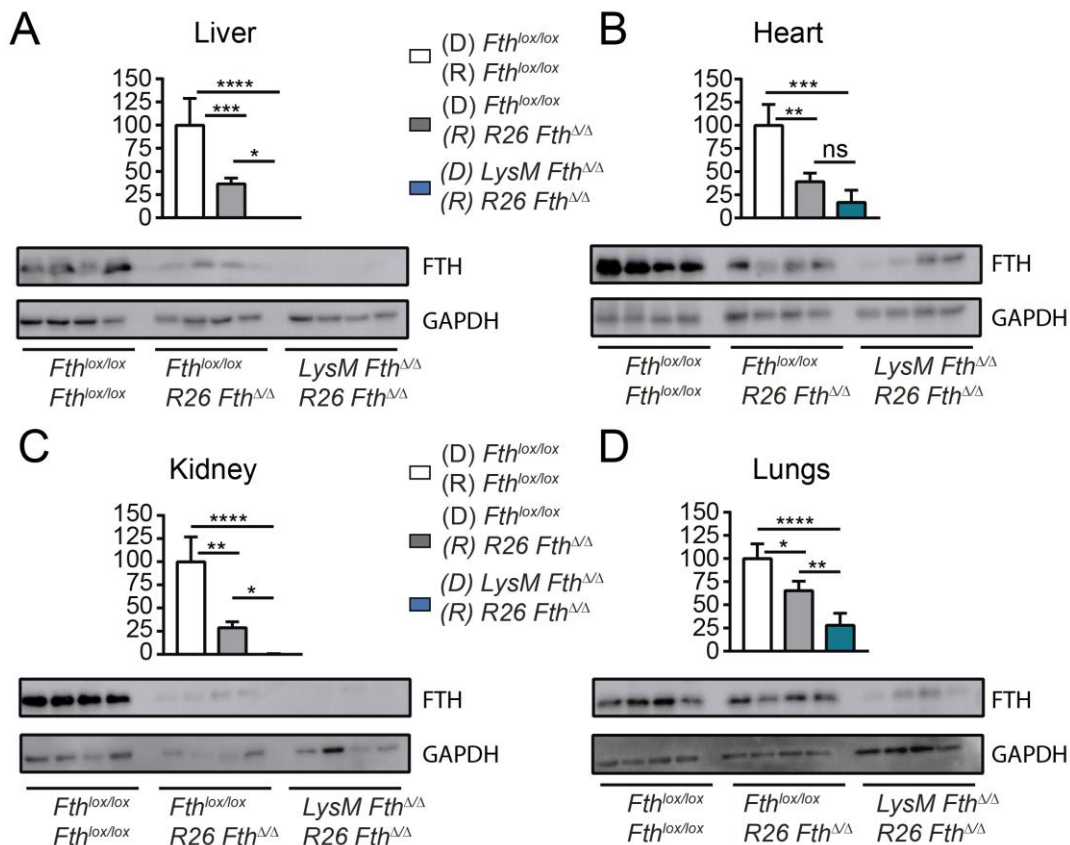 A
Liver
150
125
100
75
50
25
0
****
***
*
FTH
GAPDH
Fth^lox/lox Fth^lox/lox LysM Fth^Δ/Δ
Fth^lox/lox R26 Fth^Δ/Δ R26 Fth^Δ/Δ
(D) Fth^lox/lox
(R) Fth^lox/lox
(D) Fth^lox/lox
(R) R26 Fth^Δ/Δ
(D) LysM Fth^Δ/Δ
(R) R26 Fth^Δ/Δ
B
Heart
150
125
100
75
50
25
0
***
**
ns
FTH
GAPDH
Fth^lox/lox Fth^lox/lox LysM Fth^Δ/Δ
Fth^lox/lox R26 Fth^Δ/Δ R26 Fth^Δ/Δ
C
Kidney
150
125
100
75
50
25
0
****
**
*
FTH
GAPDH
Fth^lox/lox Fth^lox/lox LysM Fth^Δ/Δ
Fth^lox/lox R26 Fth^Δ/Δ R26 Fth^Δ/Δ
(D) Fth^lox/lox
(R) Fth^lox/lox
(D) Fth^lox/lox
(R) R26 Fth^Δ/Δ
(D) LysM Fth^Δ/Δ
(R) R26 Fth^Δ/Δ
D
Lungs
150
125
100
75
50
25
0
****
*
**
FTH
GAPDH
Fth^lox/lox Fth^lox/lox LysM Fth^Δ/Δ
Fth^lox/lox R26 Fth^Δ/Δ R26 Fth^Δ/Δ